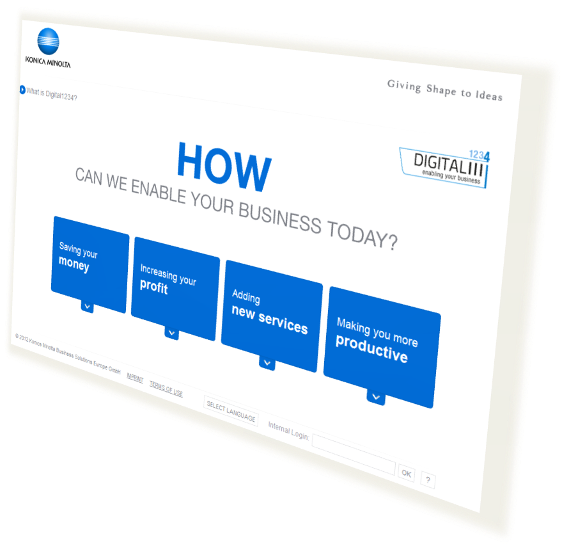 KONICA MINOLTA
Giving Shape to Ideas
What is Digital1234?
1234
DIGITALIII
enabling your business
HOW
CAN WE ENABLE YOUR BUSINESS TODAY?
Saving your
money
Increasing your
profit
Adding
new services
Making you more
productive
© 2012 Konica Minolta Business Solutions Europe GmbH
IMPRINT
TERMS OF USE
SELECT LANGUAGE
Internal Login:
OK
?